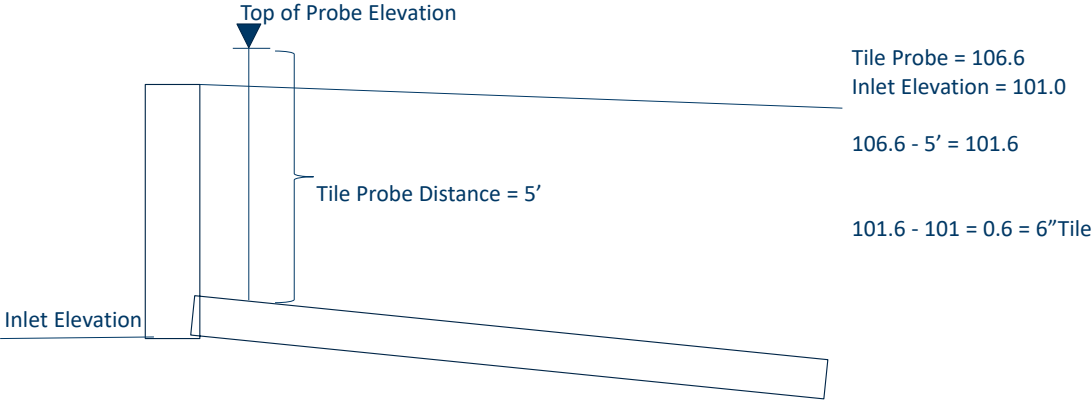 Top of Probe Elevation
Tile Probe = 106.6
Inlet Elevation = 101.0
106.6 - 5’ = 101.6
Tile Probe Distance = 5’
101.6 - 101 = 0.6 = 6”Tile
Inlet Elevation